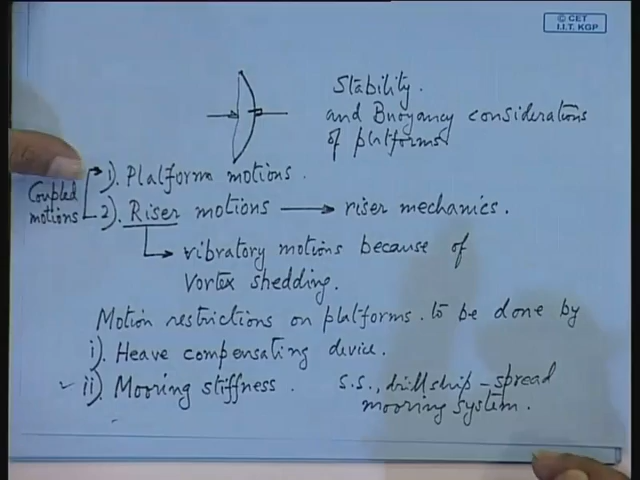 © CET
I.I.T. KGP
Stability.
and Buoyancy considerations
of platforms
1). Platform motions.
Coupled
motions
2). Riser motions → riser mechanics.
vibratory motions because of
Vortex shedding.
Motion restrictions on platforms. to be done by
i). Heave compensating device.
ii). Mooring stiffness. S.S., drillship - spread
mooring system.